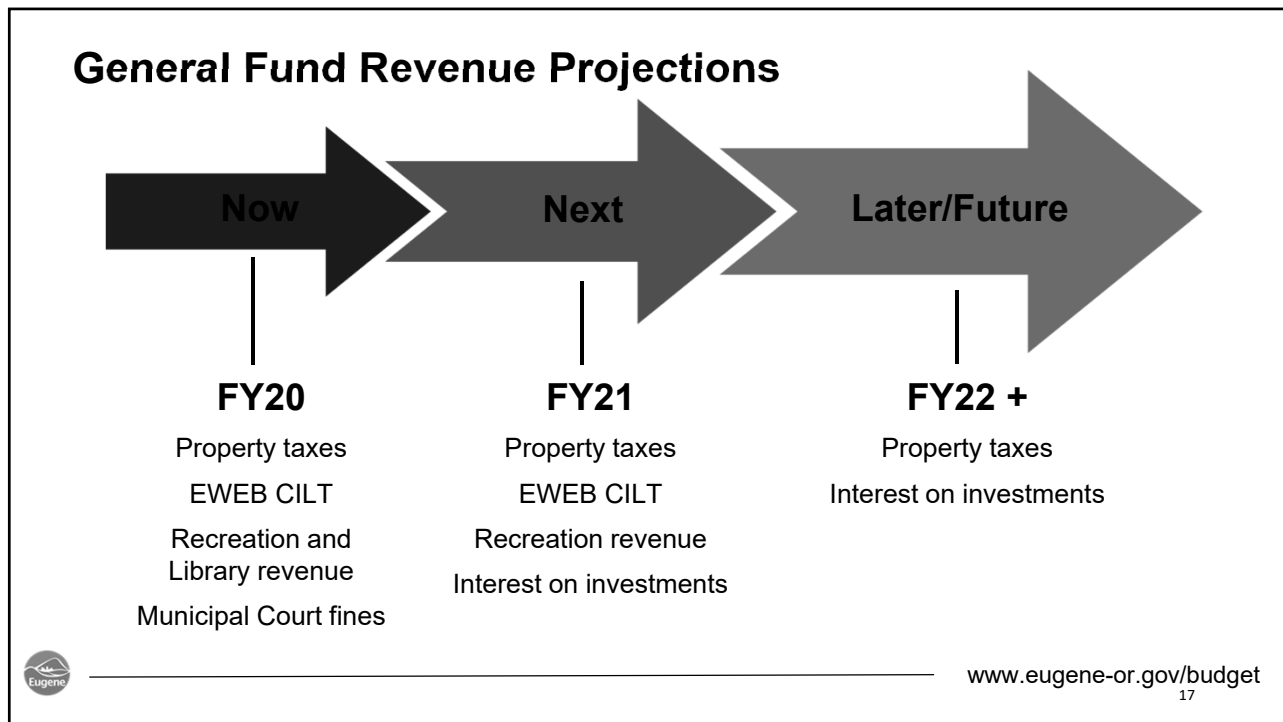 General Fund Revenue Projections
Now
Next
Later/Future
FY20
Property taxes
EWEB CILT
Recreation and
Library revenue
Municipal Court fines
FY21
Property taxes
EWEB CILT
Recreation revenue
Interest on investments
FY22 +
Property taxes
Interest on investments
Eugene
www.eugene-or.gov/budget
17